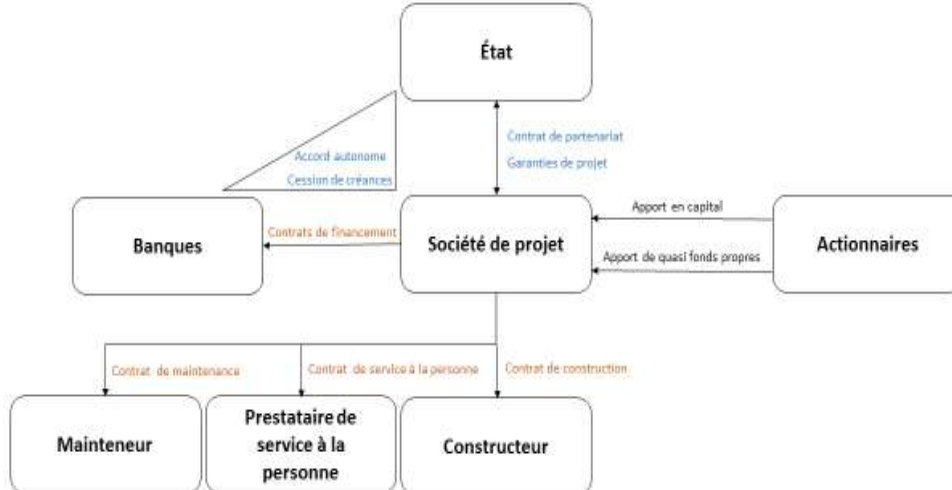 État
Contrat de partenariat
Garanties de projet
Accord autonome
Cession de créances
Banques
Contrats de financement
Société de projet
Apport en capital
Apport de quasi fonds propres
Actionnaires
Contrat de maintenance
Contrat de service à la personne
Contrat de construction
Mainteneur
Prestataire de
service à la
personne
Constructeur